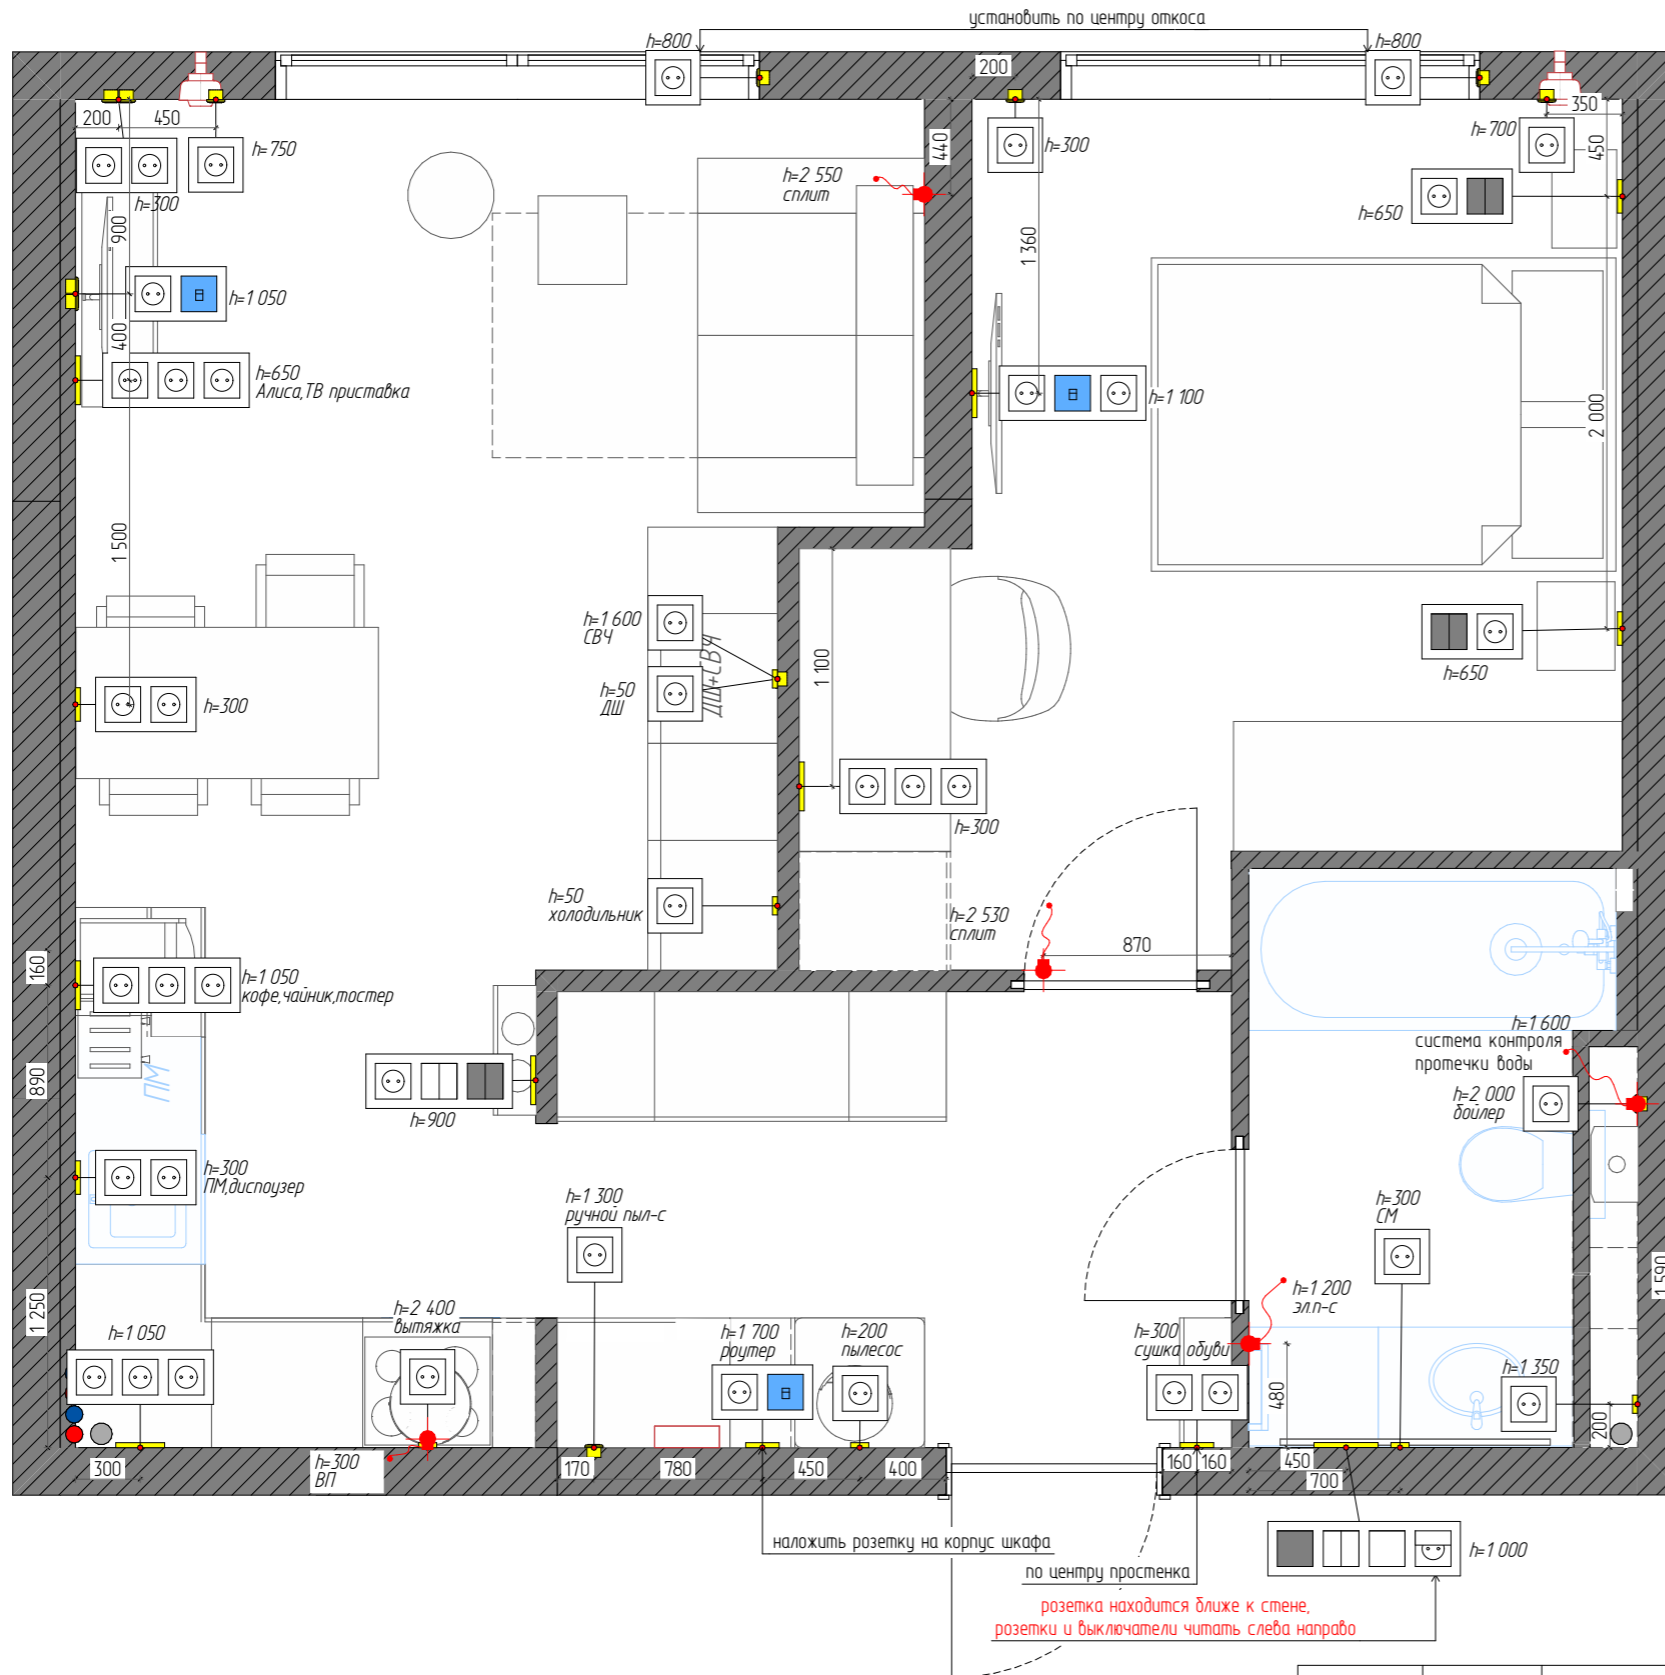 установить по центру откоса
h=800
h=800
200
200
450
350
h=750
h=300
440
h=2 550
сплит
h=300
h=700
450
h=650
900
1 360
h=1 050
400
h=650
Алиса,ТВ приставка
h=1 100
2 000
1 500
h=1 600
СВЧ
ДШ+СВЧ
h=50
ДШ
h=300
1 100
h=650
h=300
h=50
холодильник
h=2 530
сплит
870
160
h=1 050
кофе,чайник,тостер
h=1 600
система контроля
протечки воды
890
ПМ
h=900
h=2 000
бойлер
h=300
ПМ,диспоузер
h=1 300
ручной пыл-с
h=300
СМ
1 250
h=2 400
вытяжка
h=1 200
эл.п-с
1 590
h=1 050
h=1 700
роутер
h=200
пылесос
h=300
сушка обуви
h=1 350
480
200
300
h=300
ВП
170
780
450
400
160
160
450
700
наложить розетку на корпус шкафа
h=1 000
по центру простенка
розетка находится ближе к стене,
розетки и выключатели читать слева направо